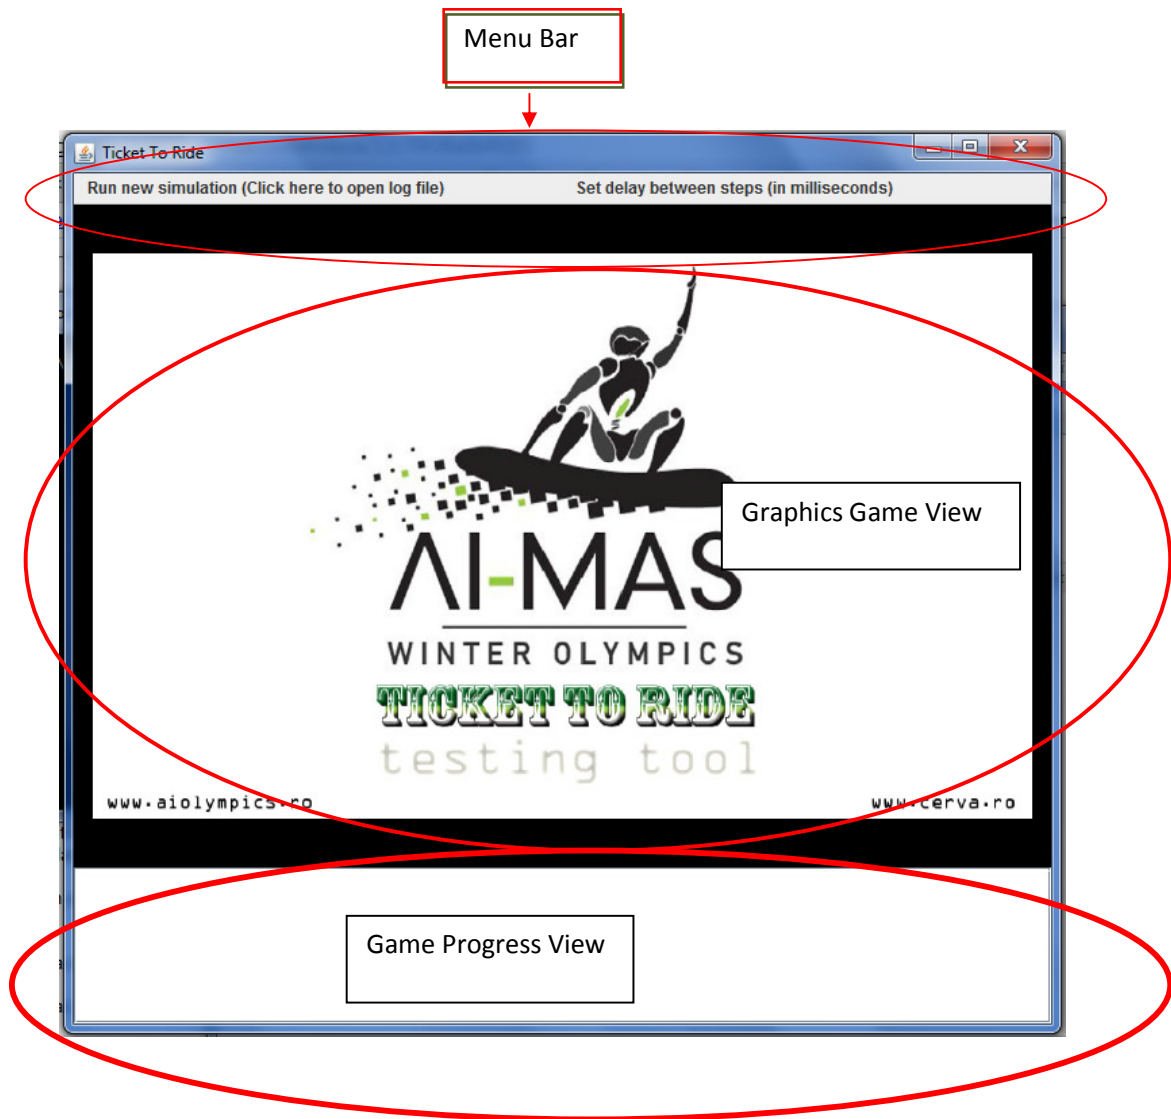 Menu Bar
Ticket To Ride
Run new simulation (Click here to open log file)
Set delay between steps (in milliseconds)
Graphics Game View
AI-MAS
WINTER OLYMPICS
TICKET TO RIDE
testing tool
www.aiolympics.ro
www.cerva.ro
Game Progress View